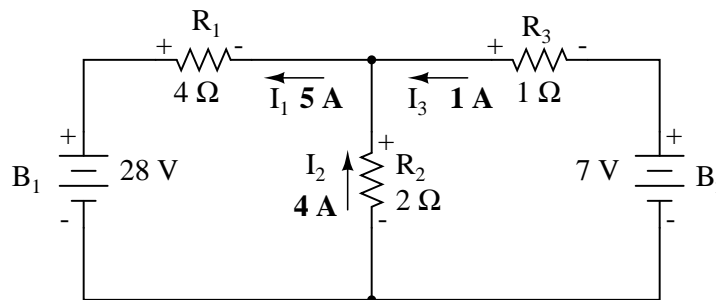 R₁
R₃
+ - + -
4 Ω
I₁ 5 A
I₃ 1 A
1 Ω
+ + +
B₁ 28 V
I₂
R₂
7 V B
4 A
2 Ω
- - -